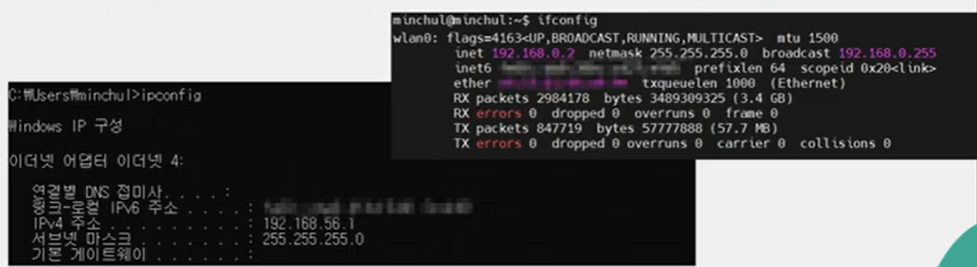 minchul@minchul:~$ ifconfig
wlan0: flags=4163<UP,BROADCAST,RUNNING,MULTICAST>  mtu 1500
inet 192.168.0.2  netmask 255.255.255.0  broadcast 192.168.0.255
inet6 prefixlen 64  scopeid 0x20<link>
ether txqueuelen 1000  (Ethernet)
RX packets 2984178  bytes 3489309325 (3.4 GB)
RX errors 0  dropped 0  overruns 0  frame 0
TX packets 847719  bytes 57777888 (57.7 MB)
TX errors 0  dropped 0 overruns 0  carrier 0  collisions 0
C:₩Users₩minchul>ipconfig
Windows IP 구성
이더넷 어댑터 이더넷 4:
연결별 DNS 접미사. . . . :
링크-로컬 IPv6 주소 . . . . :
IPv4 주소 . . . . . . . . . : 192.168.56.1
서브넷 마스크 . . . . . . . : 255.255.255.0
기본 게이트웨이 . . . . . . :